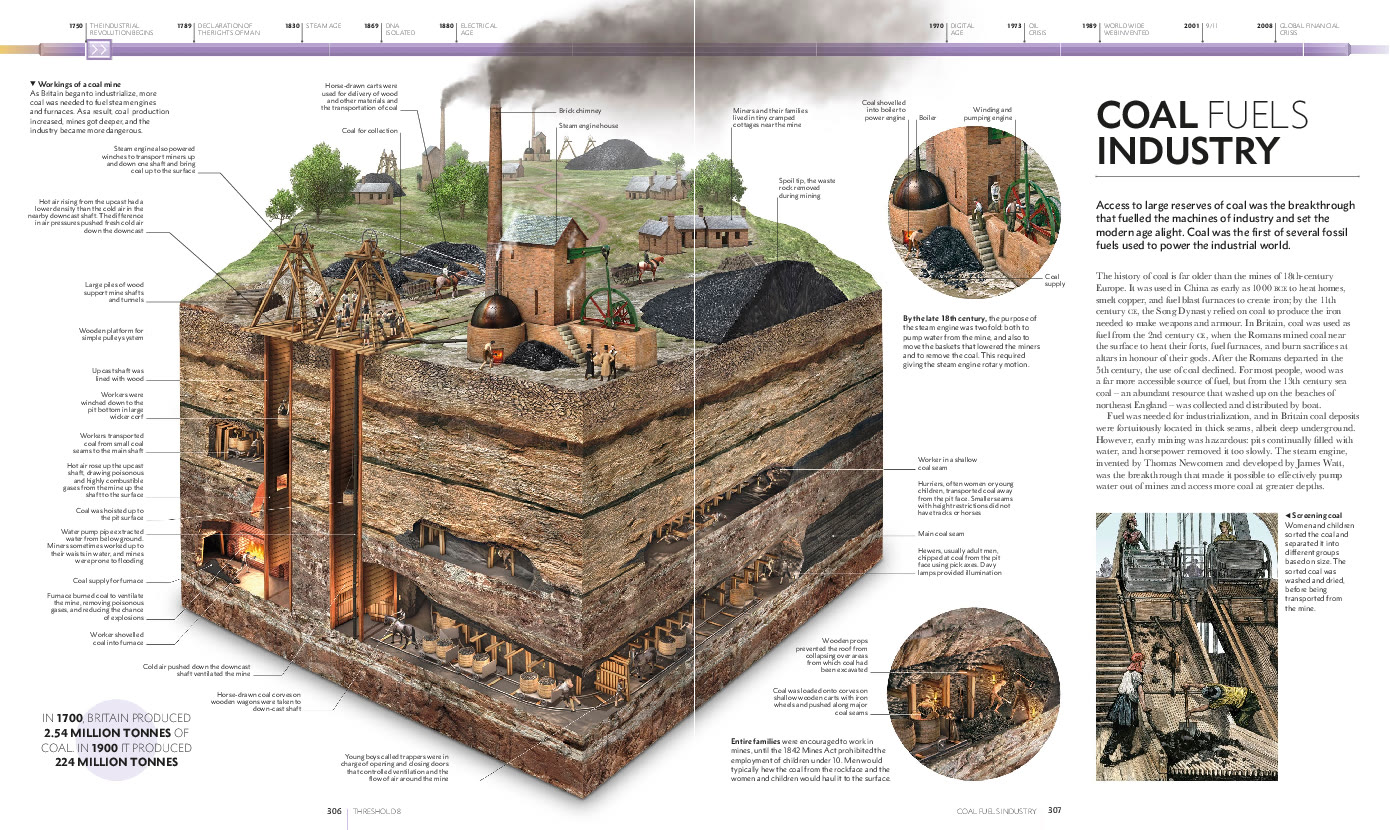 1750 THE INDUSTRIAL
REVOLUTION BEGINS
1789 DECLARATION OF
THE RIGHTS OF MAN
1830 STEAM AGE
1869 DNA
ISOLATED
1880 ELECTRICAL
AGE
1970 DIGITAL
AGE
1973 OIL
CRISIS
1989 WORLD WIDE
WEB INVENTED
2001 9/11
2008 GLOBAL FINANCIAL
CRISIS
▼ Workings of a coal mine
As Britain began to industrialize, more
coal was needed to fuel steam engines
and furnaces. As a result, coal production
increased, mines got deeper, and the
industry became more dangerous.
Steam engine also powered
winches to transport miners up
and down one shaft and bring
coal up to the surface
Hot air rising from the upcast had a
lower density than the cold air in the
nearby downcast shaft. The difference
in air pressures pushed fresh cold air
down the downcast
Large piles of wood
support mine shafts
and tunnels
Wooden platform for
simple pulley system
Upcast shaft was
lined with wood
Workers were
winched down to the
pit bottom in large
wicker corf
Workers transported
coal from small coal
seams to the main shaft
Hot air rose up the upcast
shaft, drawing poisonous
and highly combustible
gases from the mine up the
shaft to the surface
Coal was hoisted up to
the pit surface
Water pump pipe extracted
water from below ground.
Miners sometimes worked up to
their waists in water, and mines
were prone to flooding
Coal supply for furnace
Furnace burned coal to ventilate
the mine, removing poisonous
gases, and reducing the chance
of explosions
Worker shovelled
coal into furnace
Cold air pushed down the downcast
shaft ventilated the mine
Horse-drawn coal corves on
wooden wagons were taken to
down-cast shaft
Young boys called trappers were in
charge of opening and closing doors
that controlled ventilation and the
flow of air around the mine
IN 1700, BRITAIN PRODUCED
2.54 MILLION TONNES OF
COAL. IN 1900 IT PRODUCED
224 MILLION TONNES
Horse-drawn carts were
used for delivery of wood
and other materials and
the transportation of coal
Coal for collection
Brick chimney
Steam engine house
Miners and their families
lived in tiny cramped
cottages near the mine
Spoil tip, the waste
rock removed
during mining
Coal shovelled
into boiler to
power engine
Boiler
Winding and
pumping engine
Coal
supply
By the late 18th century, the purpose of
the steam engine was twofold: both to
pump water from the mine, and also to
move the baskets that lowered the miners
and to remove the coal. This required
giving the steam engine rotary motion.
Worker in a shallow
coal seam
Hurriers, often women or young
children, transported coal away
from the pit face. Smaller seams
with height restrictions did not
have tracks or horses
Main coal seam
Hewers, usually adult men,
chipped at coal from the pit
face using pick axes. Davy
lamps provided illumination
Wooden props
prevented the roof from
collapsing over areas
from which coal had
been excavated
Coal was loaded onto corves on
shallow wooden carts with iron
wheels and pushed along major
coal seams
Entire families were encouraged to work in
mines, until the 1842 Mines Act prohibited the
employment of children under 10. Men would
typically hew the coal from the rockface and the
women and children would haul it to the surface.
COAL FUELS
INDUSTRY
Access to large reserves of coal was the breakthrough
that fuelled the machines of industry and set the
modern age alight. Coal was the first of several fossil
fuels used to power the industrial world.
The history of coal is far older than the mines of 18th-century
Europe. It was used in China as early as 1000 BCE to heat homes,
smelt copper, and fuel blast furnaces to create iron; by the 11th
century CE, the Song Dynasty relied on coal to produce the iron
needed to make weapons and armour. In Britain, coal was used as
fuel from the 2nd century CE, when the Romans mined coal near
the surface to heat their forts, fuel furnaces, and burn sacrifices at
altars in honour of their gods. After the Romans departed in the
5th century, the use of coal declined. For most people, wood was
a far more accessible source of fuel, but from the 13th century sea
coal – an abundant resource that washed up on the beaches of
northeast England – was collected and distributed by boat.
Fuel was needed for industrialization, and in Britain coal deposits
were fortuitously located in thick seams, albeit deep underground.
However, early mining was hazardous: pits continually filled with
water, and horsepower removed it too slowly. The steam engine,
invented by Thomas Newcomen and developed by James Watt,
was the breakthrough that made it possible to effectively pump
water out of mines and access more coal at greater depths.
◀ Screening coal
Women and children
sorted the coal and
separated it into
different groups
based on size. The
sorted coal was
washed and dried,
before being
transported from
the mine.
306 THRESHOLD 8
COAL FUELS INDUSTRY 307